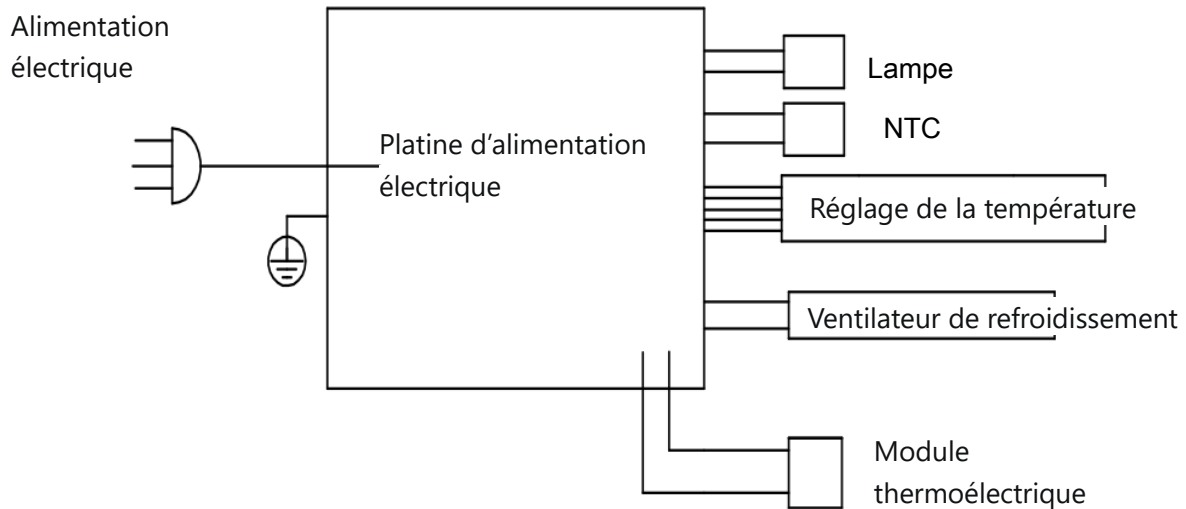 Alimentation
électrique
Platine d’alimentation
électrique
Lampe
NTC
Réglage de la température
Ventilateur de refroidissement
Module
thermoélectrique